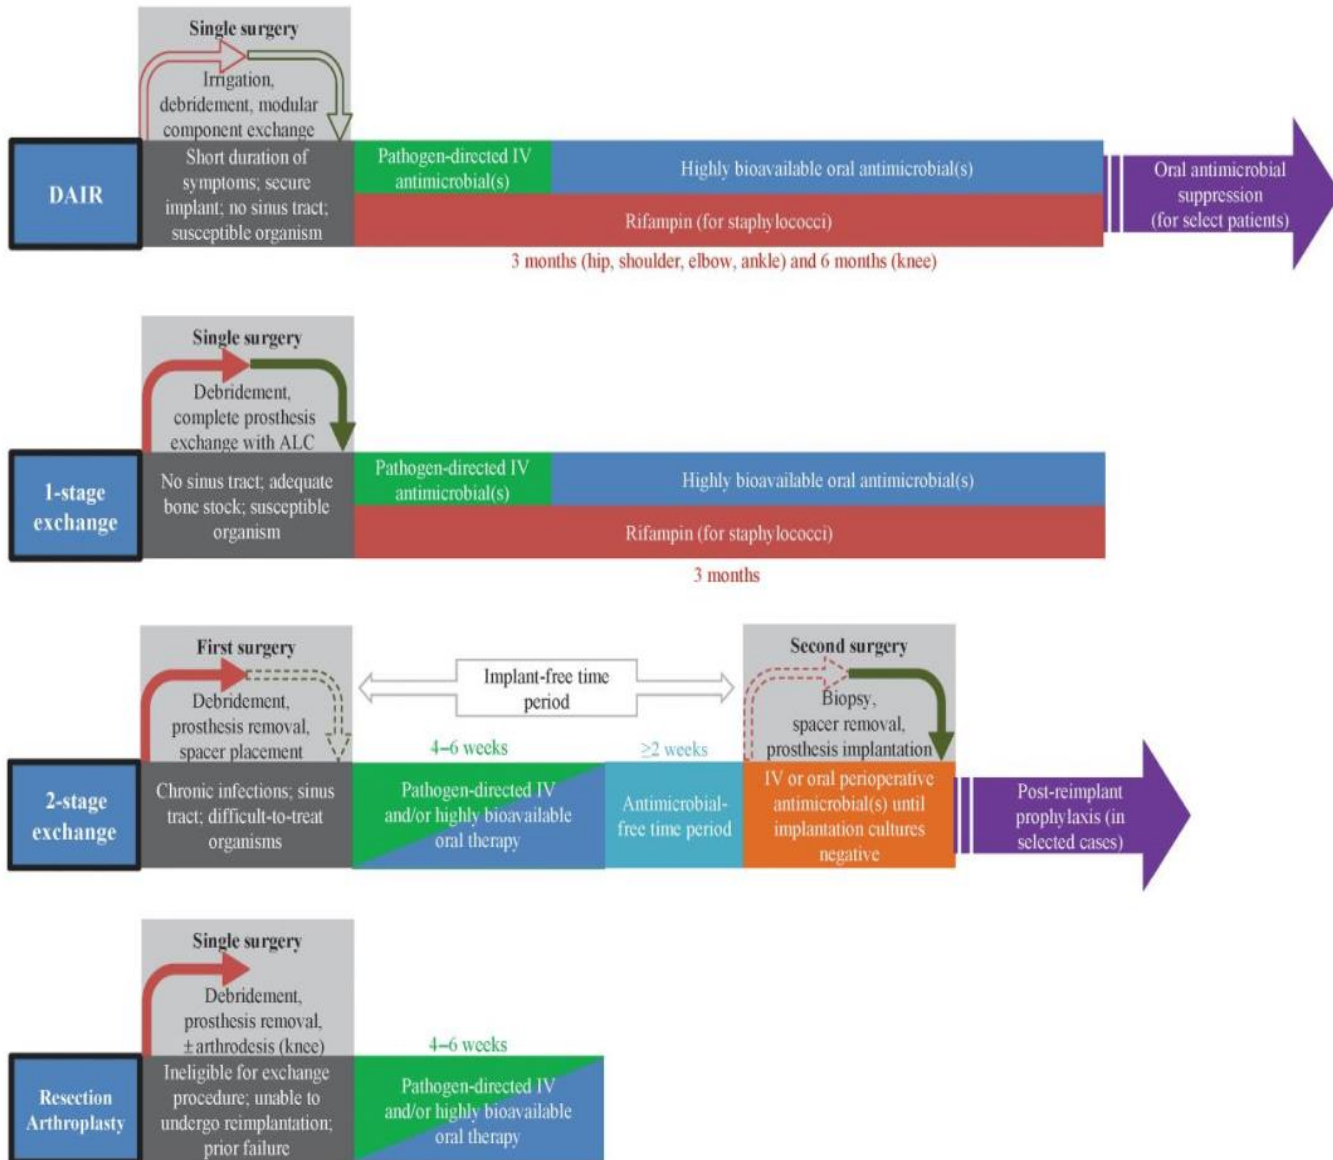 Single surgery
Irrigation,
debridement, modular
component exchange
DAIR
Short duration of
symptoms; secure
implant; no sinus tract;
susceptible organism
Pathogen-directed IV
antimicrobial(s)
Highly bioavailable oral antimicrobial(s)
Rifampin (for staphylococci)
Oral antimicrobial
suppression
(for select patients)
3 months (hip, shoulder, elbow, ankle) and 6 months (knee)
Single surgery
Debridement,
complete prosthesis
exchange with ALC
1-stage
exchange
No sinus tract; adequate
bone stock; susceptible
organism
Pathogen-directed IV
antimicrobial(s)
Highly bioavailable oral antimicrobial(s)
Rifampin (for staphylococci)
3 months
First surgery
Debridement,
prosthesis removal,
spacer placement
Implant-free time
period
Second surgery
Biopsy,
spacer removal,
prosthesis implantation
2-stage
exchange
Chronic infections; sinus
tract; difficult-to-treat
organisms
4–6 weeks
Pathogen-directed IV
and/or highly bioavailable
oral therapy
≥2 weeks
Antimicrobial-
free time period
IV or oral perioperative
antimicrobial(s) until
implantation cultures
negative
Post-reimplant
prophylaxis (in
selected cases)
Single surgery
Debridement,
prosthesis removal,
± arthrodesis (knee)
Resection
Arthroplasty
Ineligible for exchange
procedure; unable to
undergo reimplantation;
prior failure
4–6 weeks
Pathogen-directed IV
and/or highly bioavailable
oral therapy